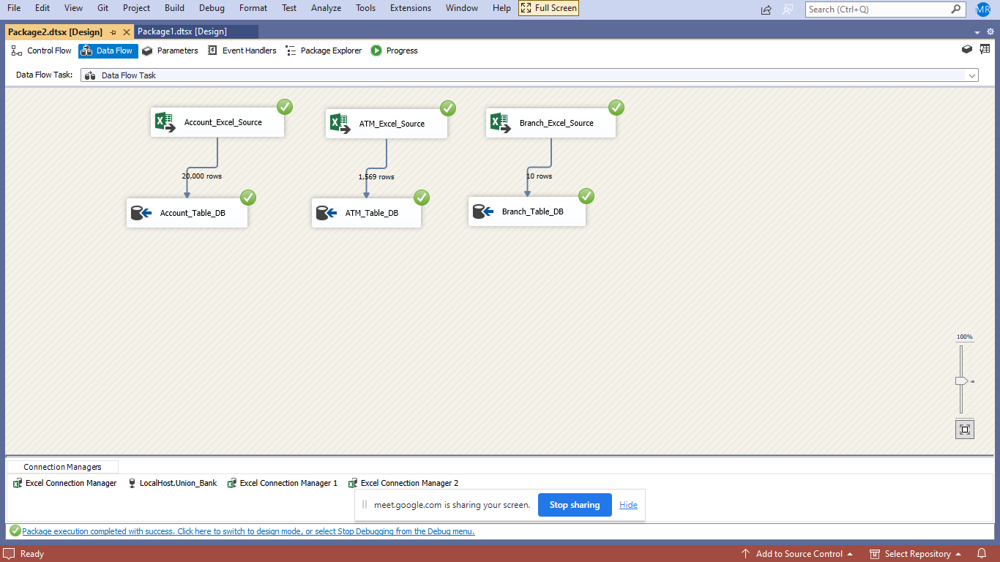 File Edit View Git Project Build Debug Format Test Analyze Tools Extensions Window Help Full Screen Search (Ctrl+Q) MR
Package2.dtsx [Design] Package1.dtsx [Design]
Control Flow Data Flow Parameters Event Handlers Package Explorer Progress
Data Flow Task: Data Flow Task
Account_Excel_Source ATM_Excel_Source Branch_Excel_Source
20,000 rows 1,569 rows 10 rows
Account_Table_DB ATM_Table_DB Branch_Table_DB
100%
Connection Managers
Excel Connection Manager LocalHost.Union_Bank Excel Connection Manager 1 Excel Connection Manager 2
meet.google.com is sharing your screen. Stop sharing Hide
Package execution completed with success. Click here to switch to design mode, or select Stop Debugging from the Debug menu.
Ready Add to Source Control Select Repository